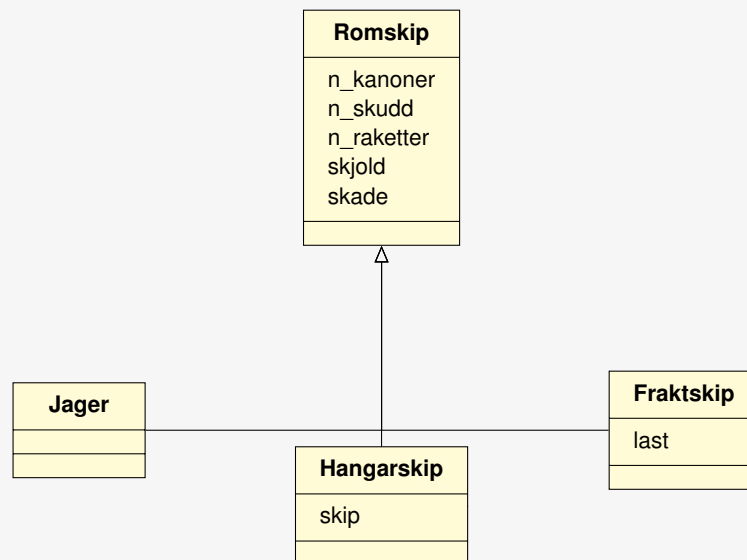 Romskip
n_kanoner
n_skudd
n_raketter
skjold
skade
Jager
Hangarskip
skip
Fraktskip
last